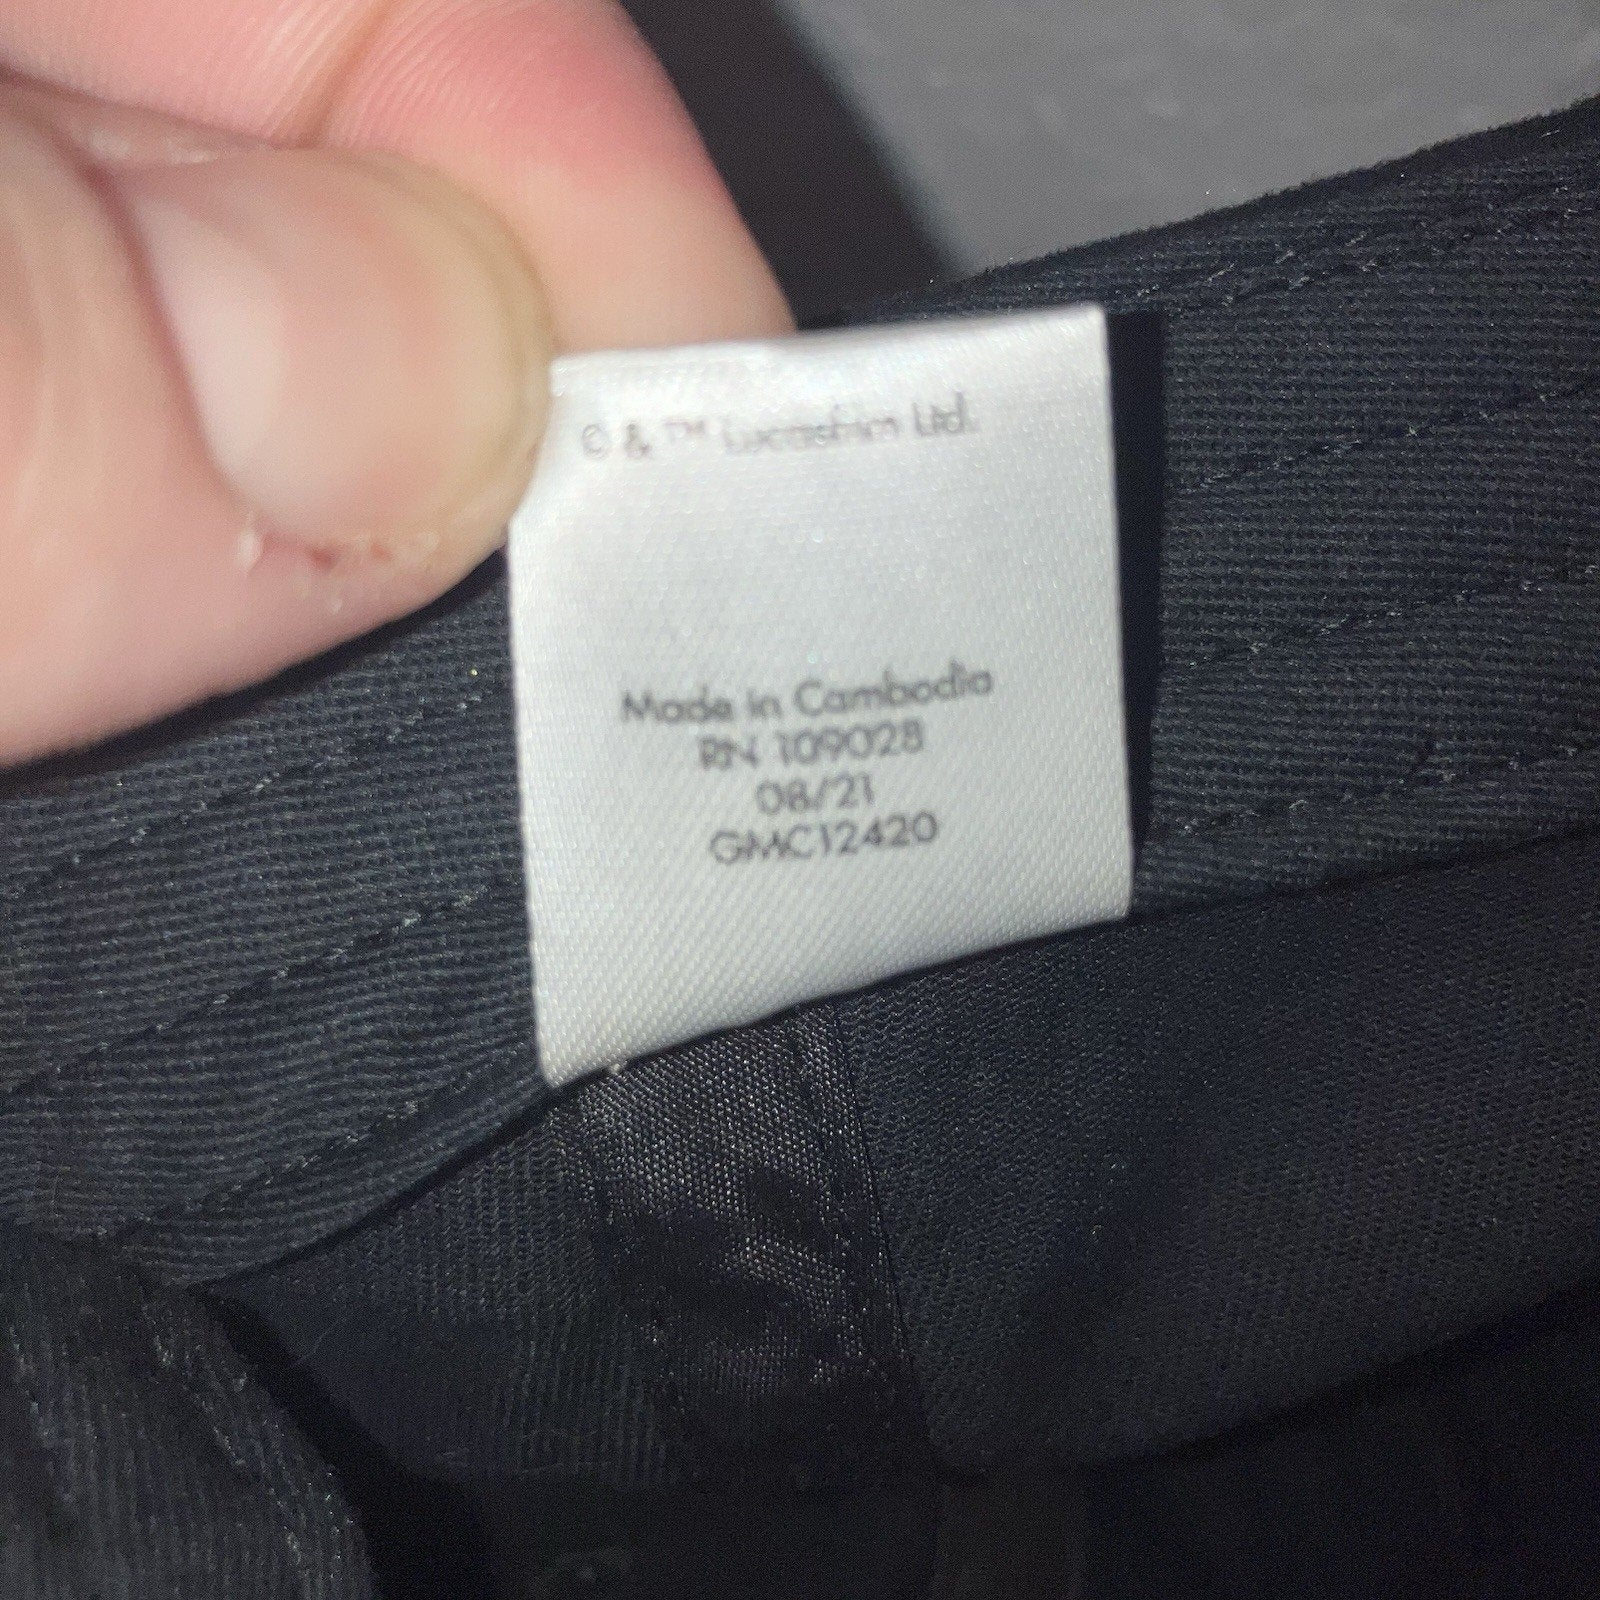 © & ™ Lucasfilm Ltd.
Made in Cambodia
RN 109028
08/21
GMC12420